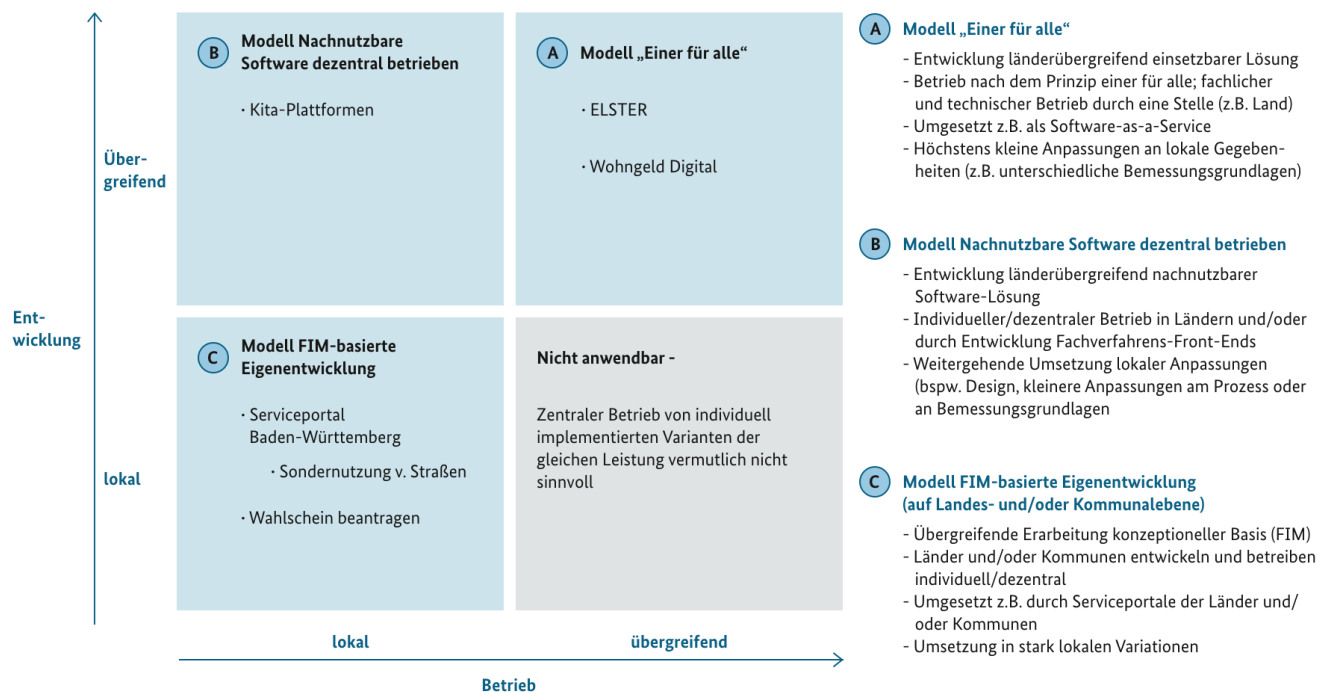 Ent-
wicklung
Über-
greifend
lokal
B
Modell Nachnutzbare
Software dezentral betrieben
· Kita-Plattformen
A
Modell „Einer für alle“
· ELSTER
· Wohngeld Digital
C
Modell FIM-basierte
Eigenentwicklung
· Serviceportal
Baden-Württemberg
· Sondernutzung v. Straßen
· Wahlschein beantragen
Nicht anwendbar -
Zentraler Betrieb von individuell
implementierten Varianten der
gleichen Leistung vermutlich nicht
sinnvoll
lokal
übergreifend
Betrieb
A
Modell „Einer für alle“
- Entwicklung länderübergreifend einsetzbarer Lösung
- Betrieb nach dem Prinzip einer für alle; fachlicher
und technischer Betrieb durch eine Stelle (z.B. Land)
- Umgesetzt z.B. als Software-as-a-Service
- Höchstens kleine Anpassungen an lokale Gegeben-
heiten (z.B. unterschiedliche Bemessungsgrundlagen)
B
Modell Nachnutzbare Software dezentral betrieben
- Entwicklung länderübergreifend nachnutzbarer
Software-Lösung
- Individueller/dezentraler Betrieb in Ländern und/oder
durch Entwicklung Fachverfahrens-Front-Ends
- Weitergehende Umsetzung lokaler Anpassungen
(bspw. Design, kleinere Anpassungen am Prozess oder
an Bemessungsgrundlagen
C
Modell FIM-basierte Eigenentwicklung
(auf Landes- und/oder Kommunalebene)
- Übergreifende Erarbeitung konzeptioneller Basis (FIM)
- Länder und/oder Kommunen entwickeln und betreiben
individuell/dezentral
- Umgesetzt z.B. durch Serviceportale der Länder und/
oder Kommunen
- Umsetzung in stark lokalen Variationen